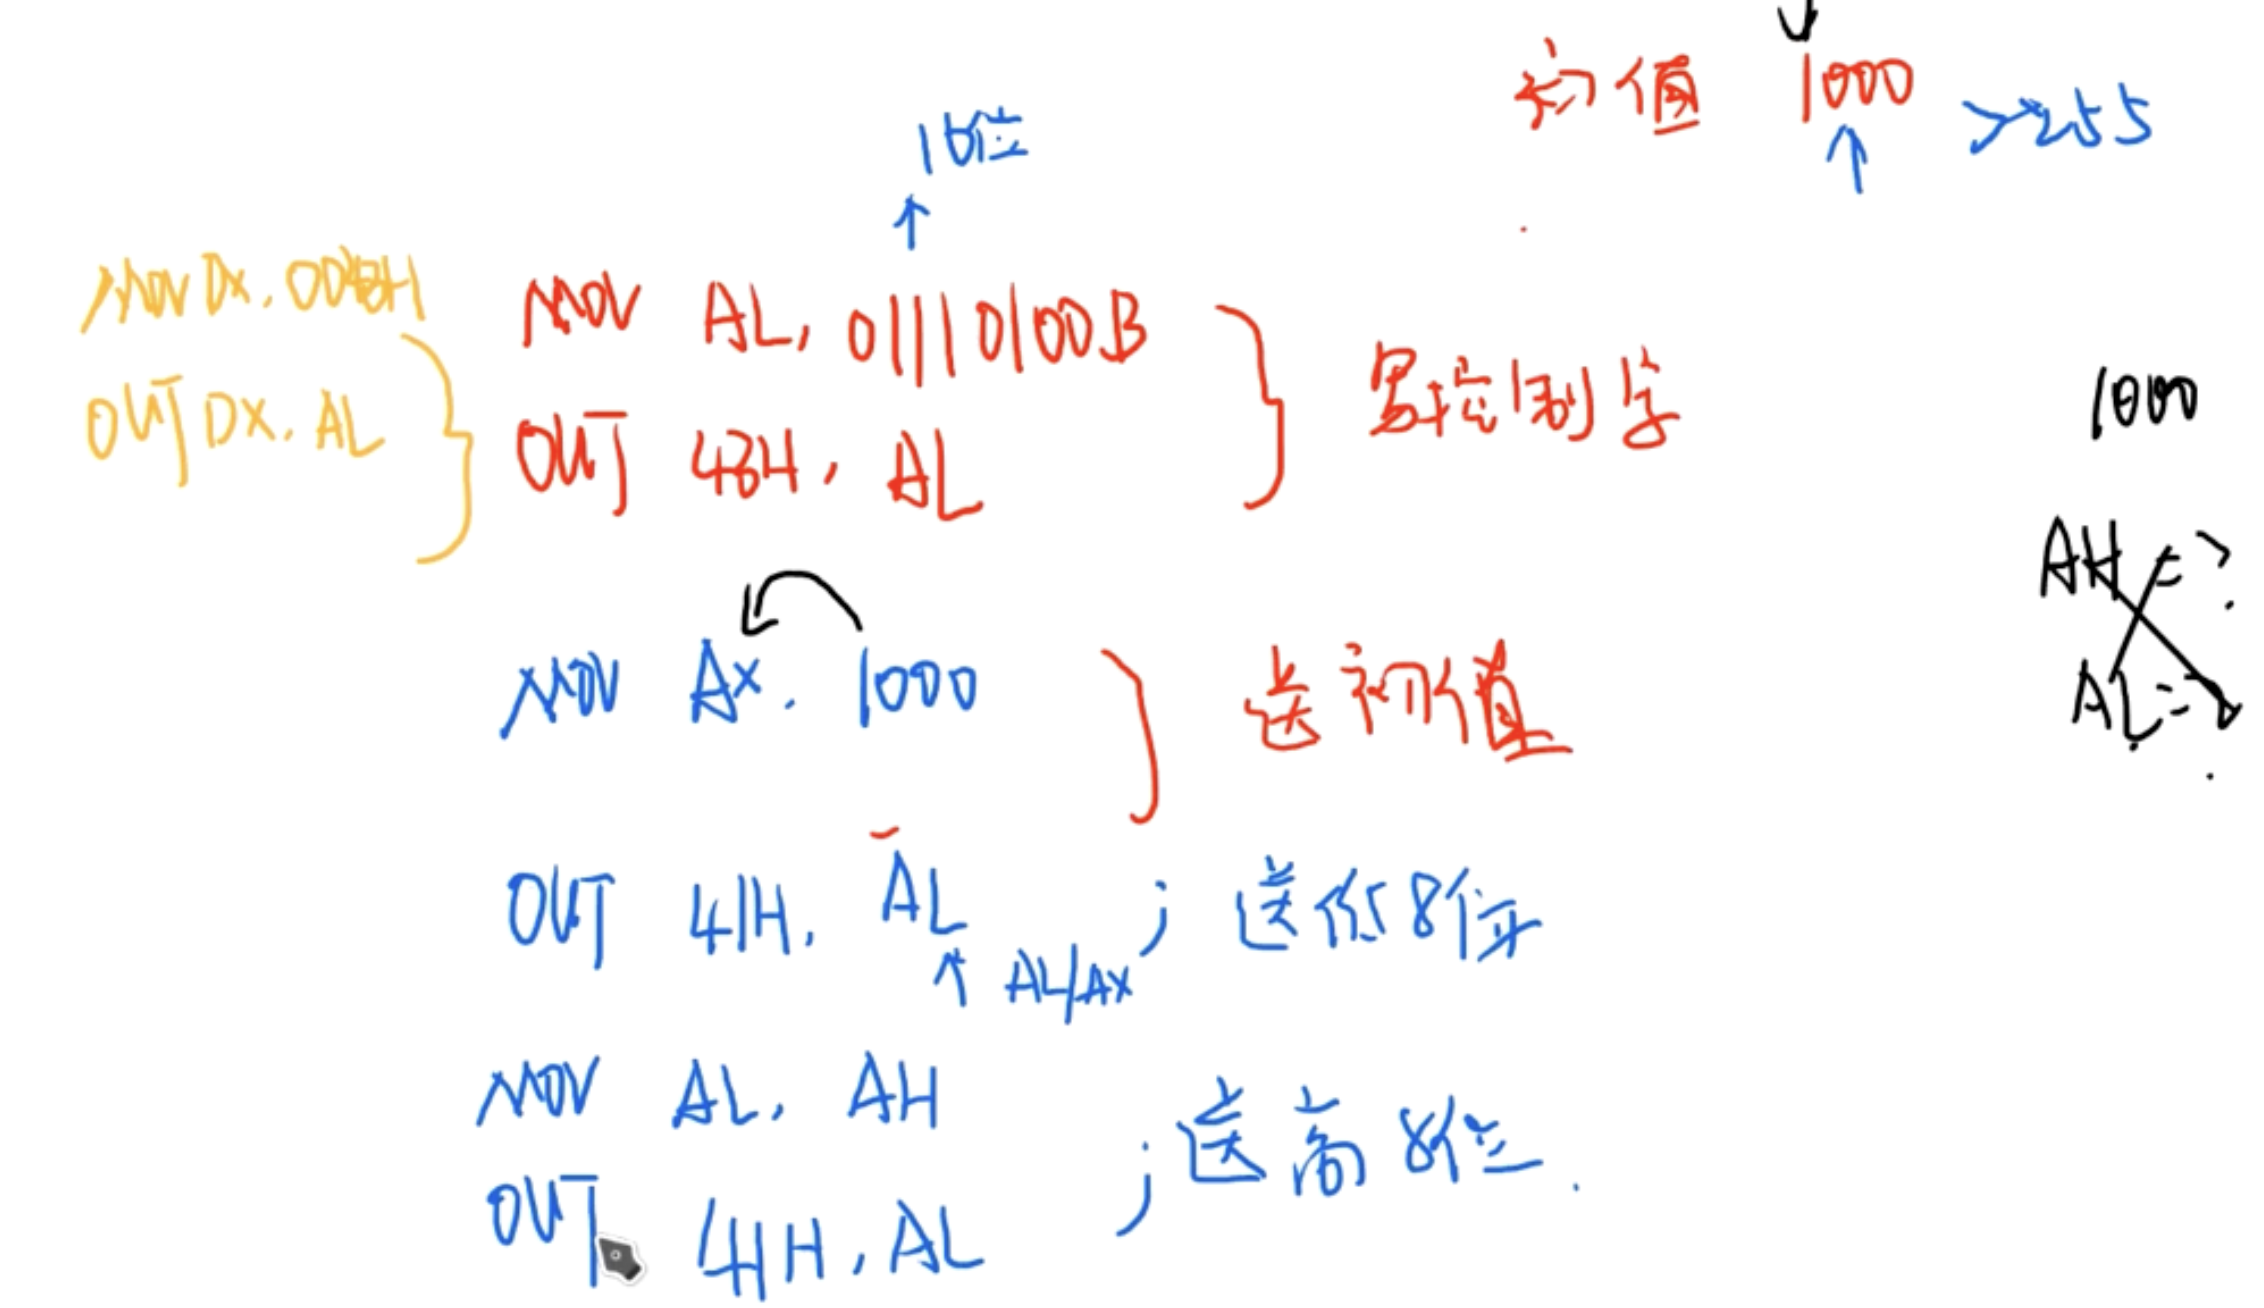 初值 1000 >255
16位
MOV DX, 0043H
MOV AL, 01110100B
写控制字
OUT DX, AL
OUT 43H, AL
1000
AH=?
AL=?
MOV AX, 1000
送初值
OUT 41H, AL ; 送低8位
AL/AX
MOV AL, AH
; 送高8位.
OUT 41H, AL